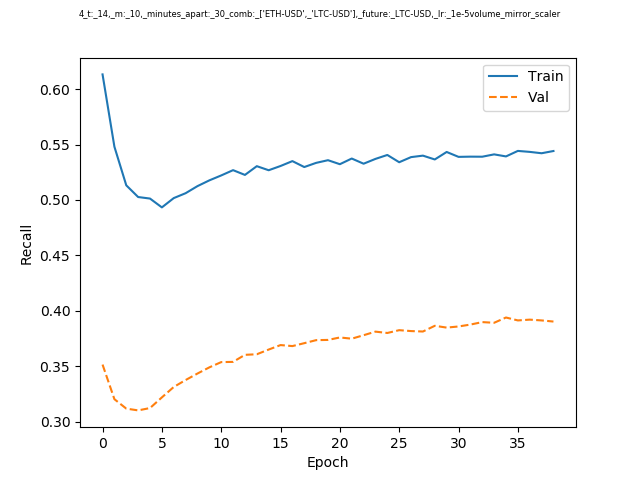 4_t:_14,_m:_10,_minutes_apart:_30_comb:_['ETH-USD',_'LTC-USD'],_future:_LTC-USD,_lr:_1e-5volume_mirror_scaler
Train
Val
0.60
0.55
0.50
0.45
0.40
0.35
0.30
Recall
0 5 10 15 20 25 30 35
Epoch